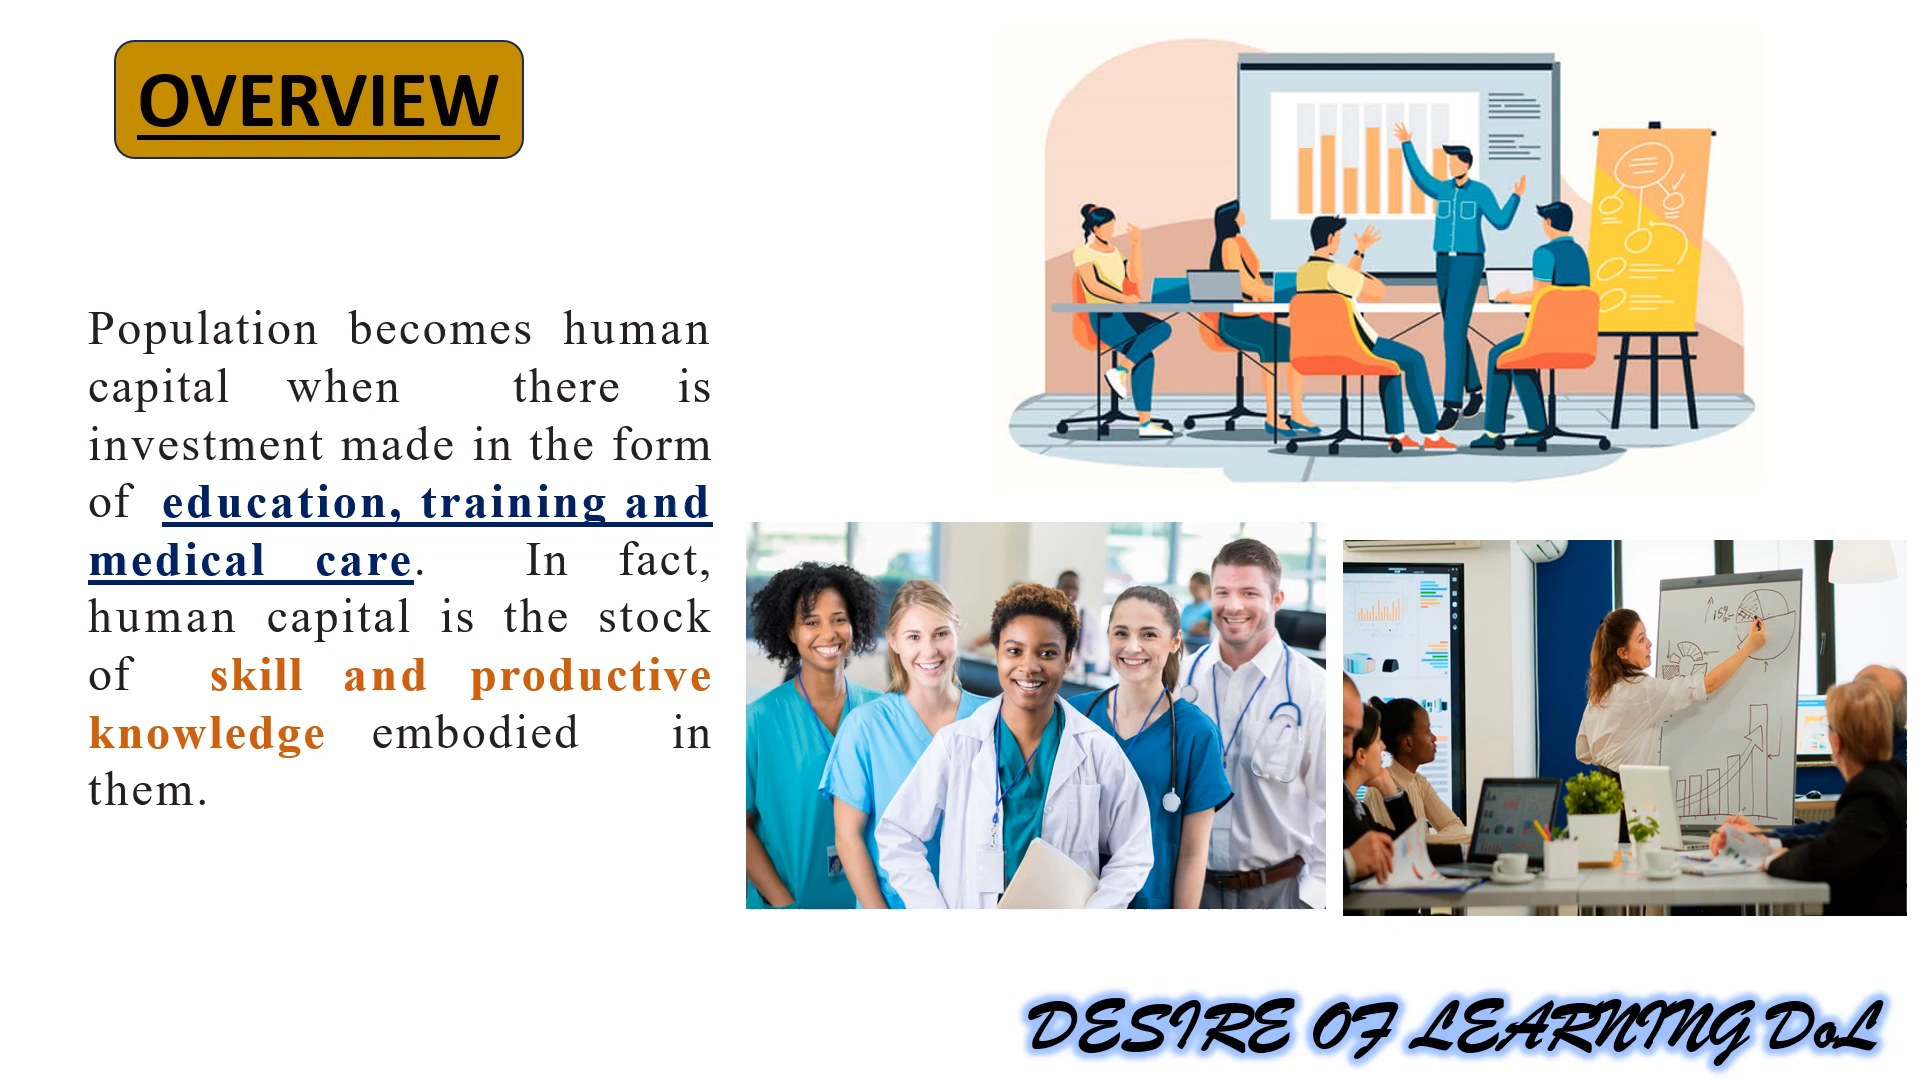 OVERVIEW
Population becomes human
capital when there is
investment made in the form
of education, training and
medical care. In fact,
human capital is the stock
of skill and productive
knowledge embodied in
them.
15%
DESIRE OF LEARNING DoL